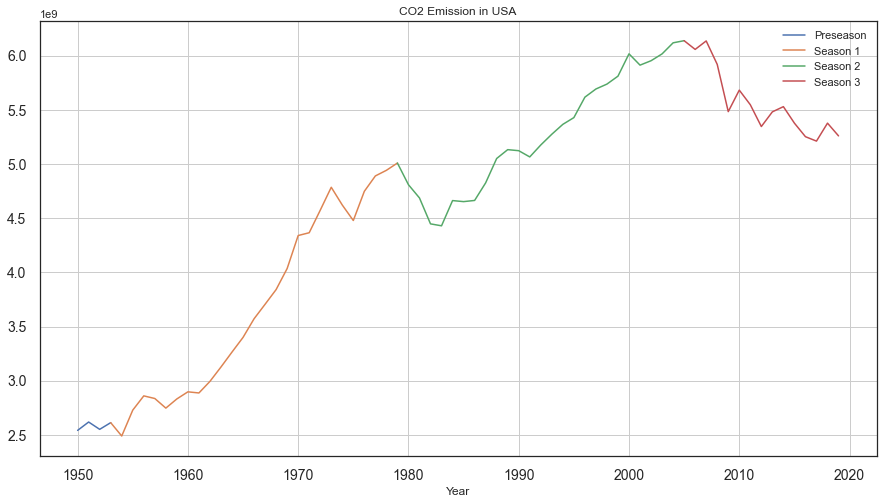 CO2 Emission in USA
1e9
Preseason
Season 1
Season 2
Season 3
6.0
5.5
5.0
4.5
4.0
3.5
3.0
2.5
1950 1960 1970 1980 1990 2000 2010 2020
Year